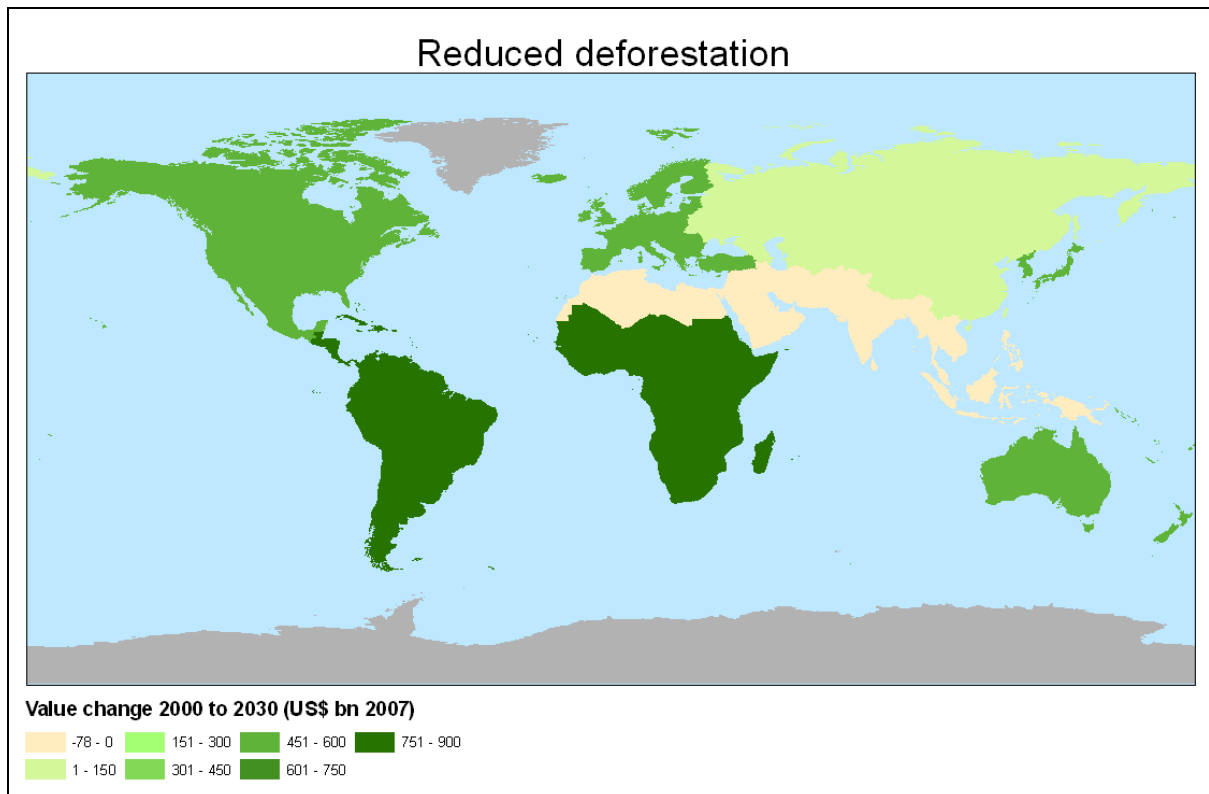 Reduced deforestation
Value change 2000 to 2030 (US$ bn 2007)
-78 - 0 151 - 300 451 - 600 751 - 900
1 - 150 301 - 450 601 - 750